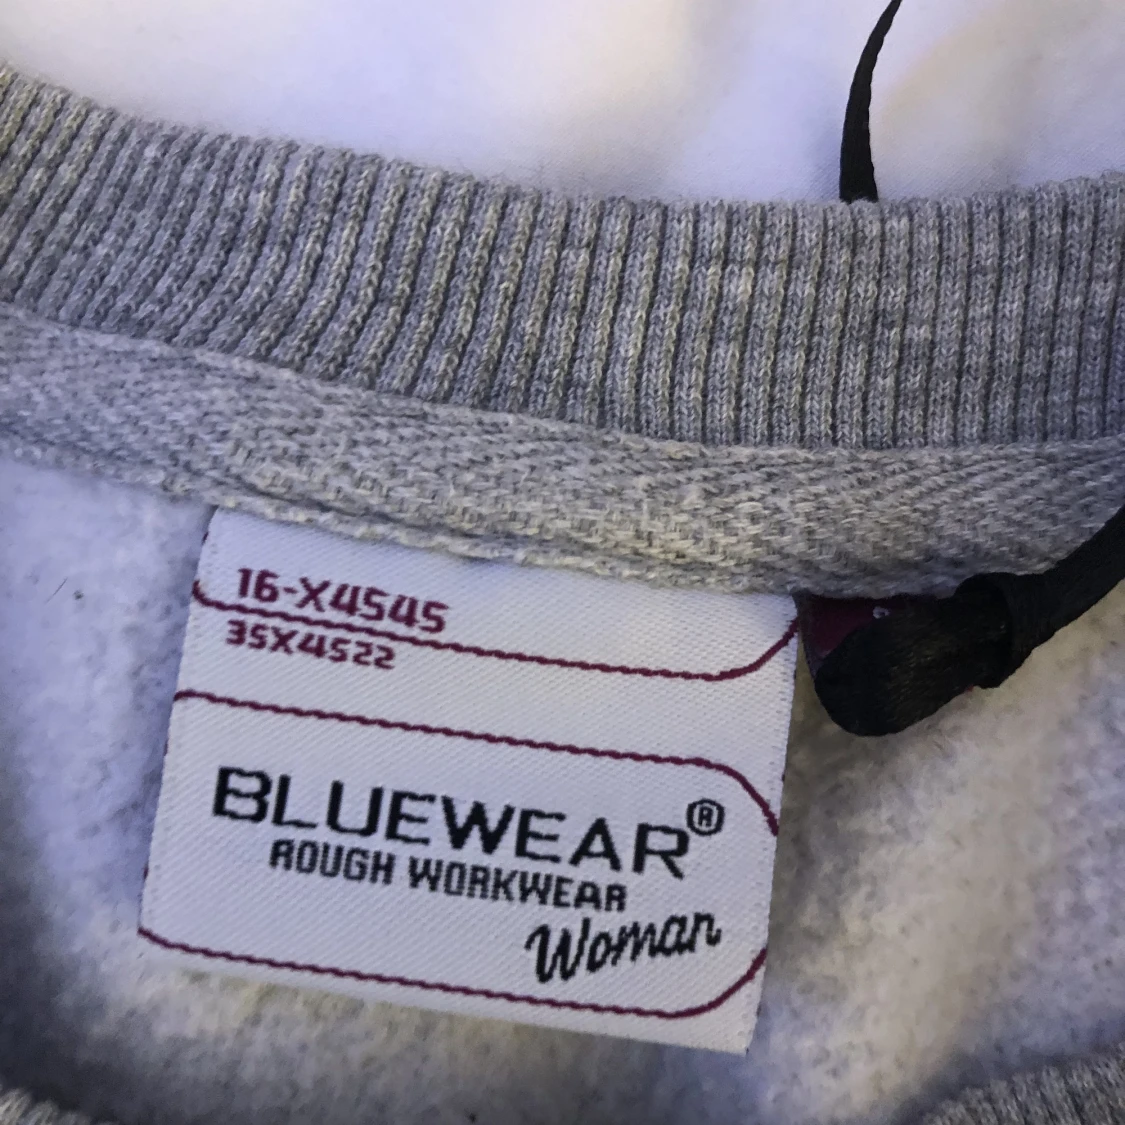 16-X4545
35X4522
BLUEWEAR®
ROUGH WORKWEAR
Woman